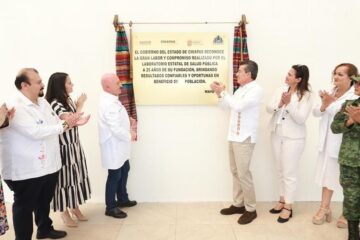 EL GOBIERNO DEL ESTADO DE CHIAPAS RECONOCE
LA GRAN LABOR Y COMPROMISO REALIZADO POR EL
LABORATORIO ESTATAL DE SALUD PÚBLICA
A 25 AÑOS DE SU FUNDACIÓN, BRINDANDO
RESULTADOS CONFIABLES Y OPORTUNOS EN
BENEFICIO DE POBLACIÓN.